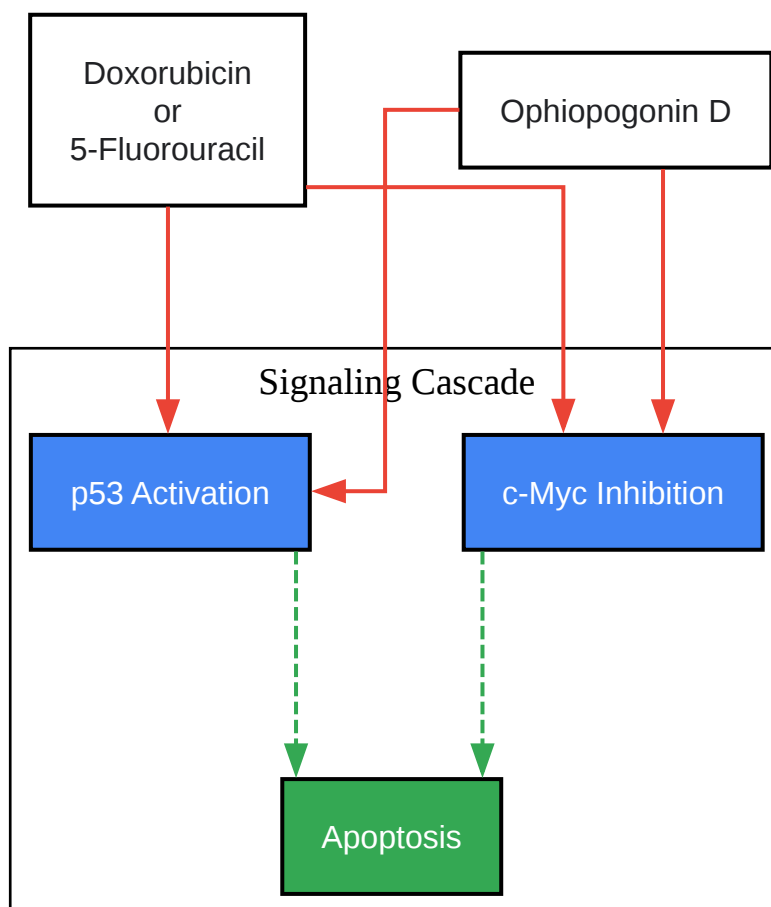 Doxorubicin
or
5-Fluorouracil
Ophiopogonin D
Signaling Cascade
p53 Activation
c-Myc Inhibition
Apoptosis